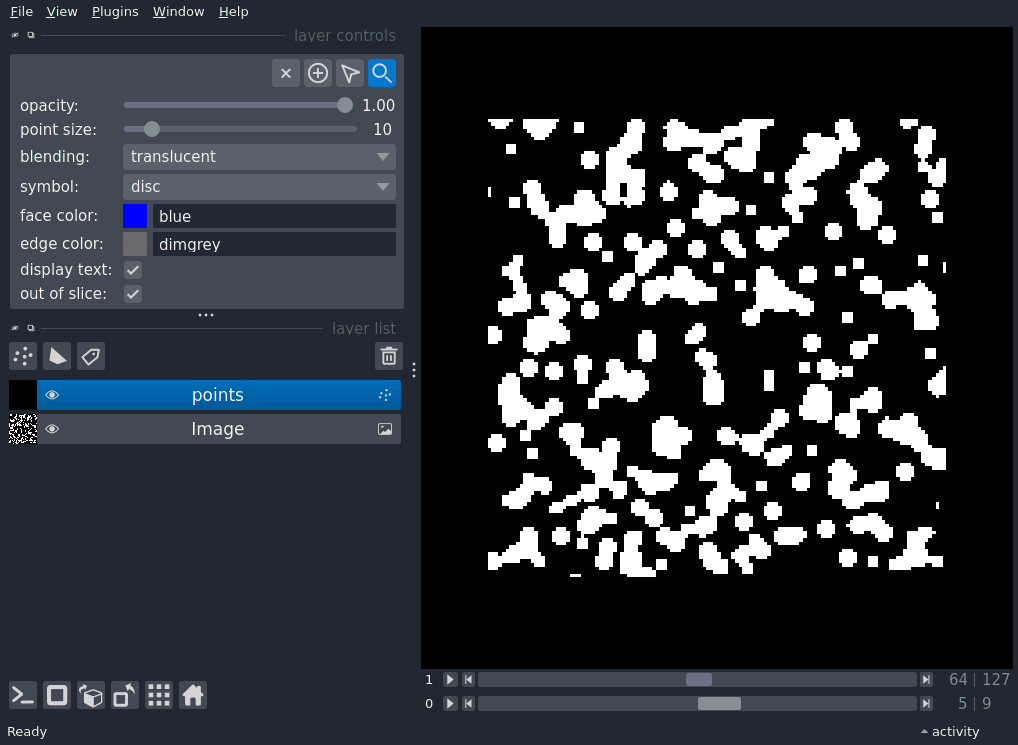 File View Plugins Window Help
layer controls
opacity: 1.00
point size: 10
blending: translucent
symbol: disc
face color: blue
edge color: dimgrey
display text:
out of slice:
layer list
points
Image
1 64 | 127
0 5 | 9
Ready activity